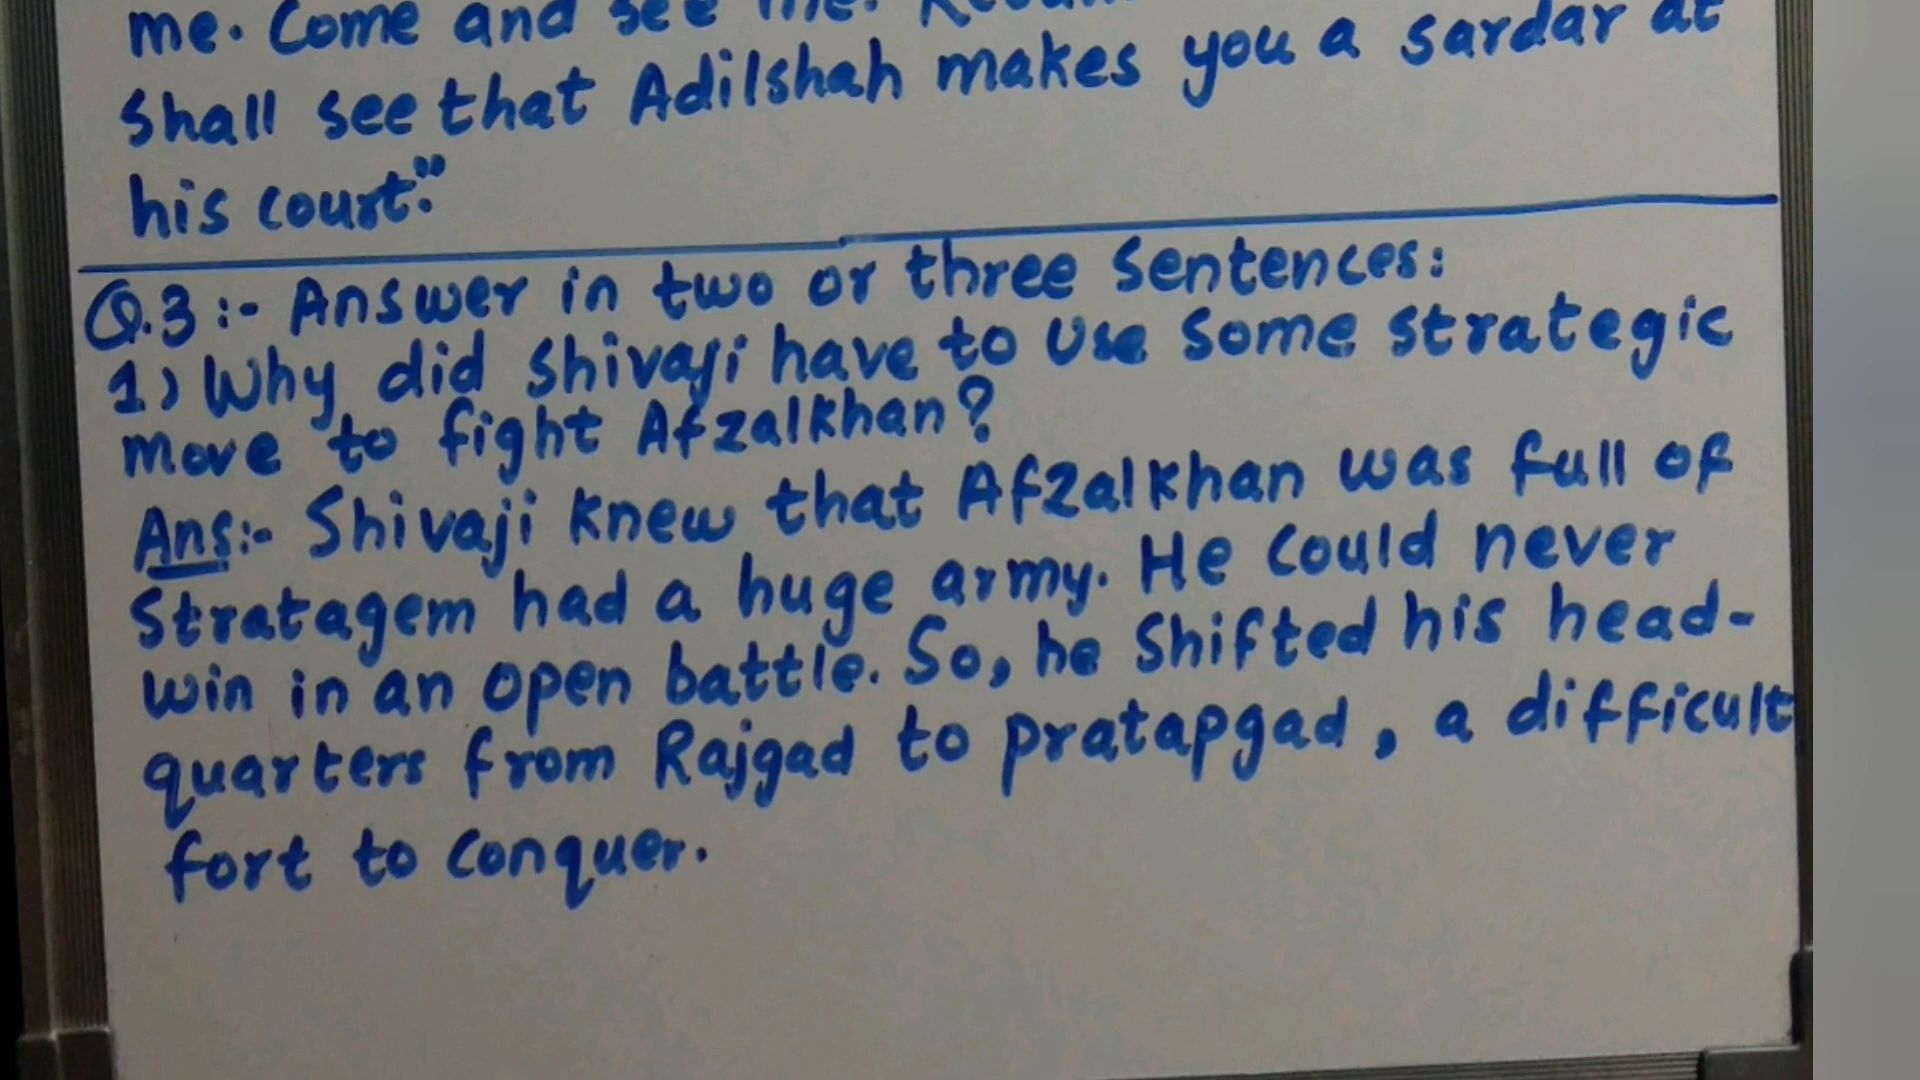 me. Come and see me.
Shall see that Adilshah makes you a sardar at
his court."
Q.3:- Answer in two or three Sentences:
1) Why did Shivaji have to Use Some strategic
move to fight Afzalkhan?
Ans:- Shivaji knew that Afzalkhan was full of
Stratagem had a huge army. He Could never
win in an open battle. So, he Shifted his head-
quarters from Rajgad to pratapgad, a difficult
fort to Conquer.